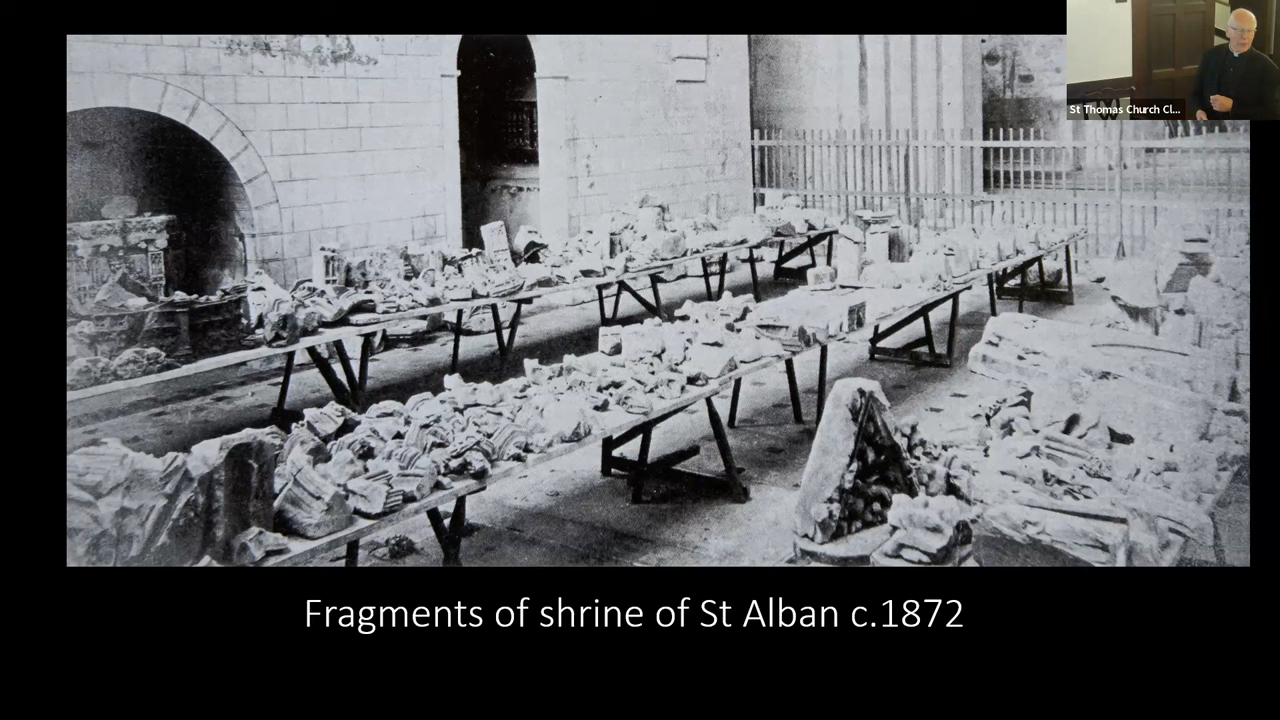 St Thomas Church Cl...
Fragments of shrine of St Alban c.1872